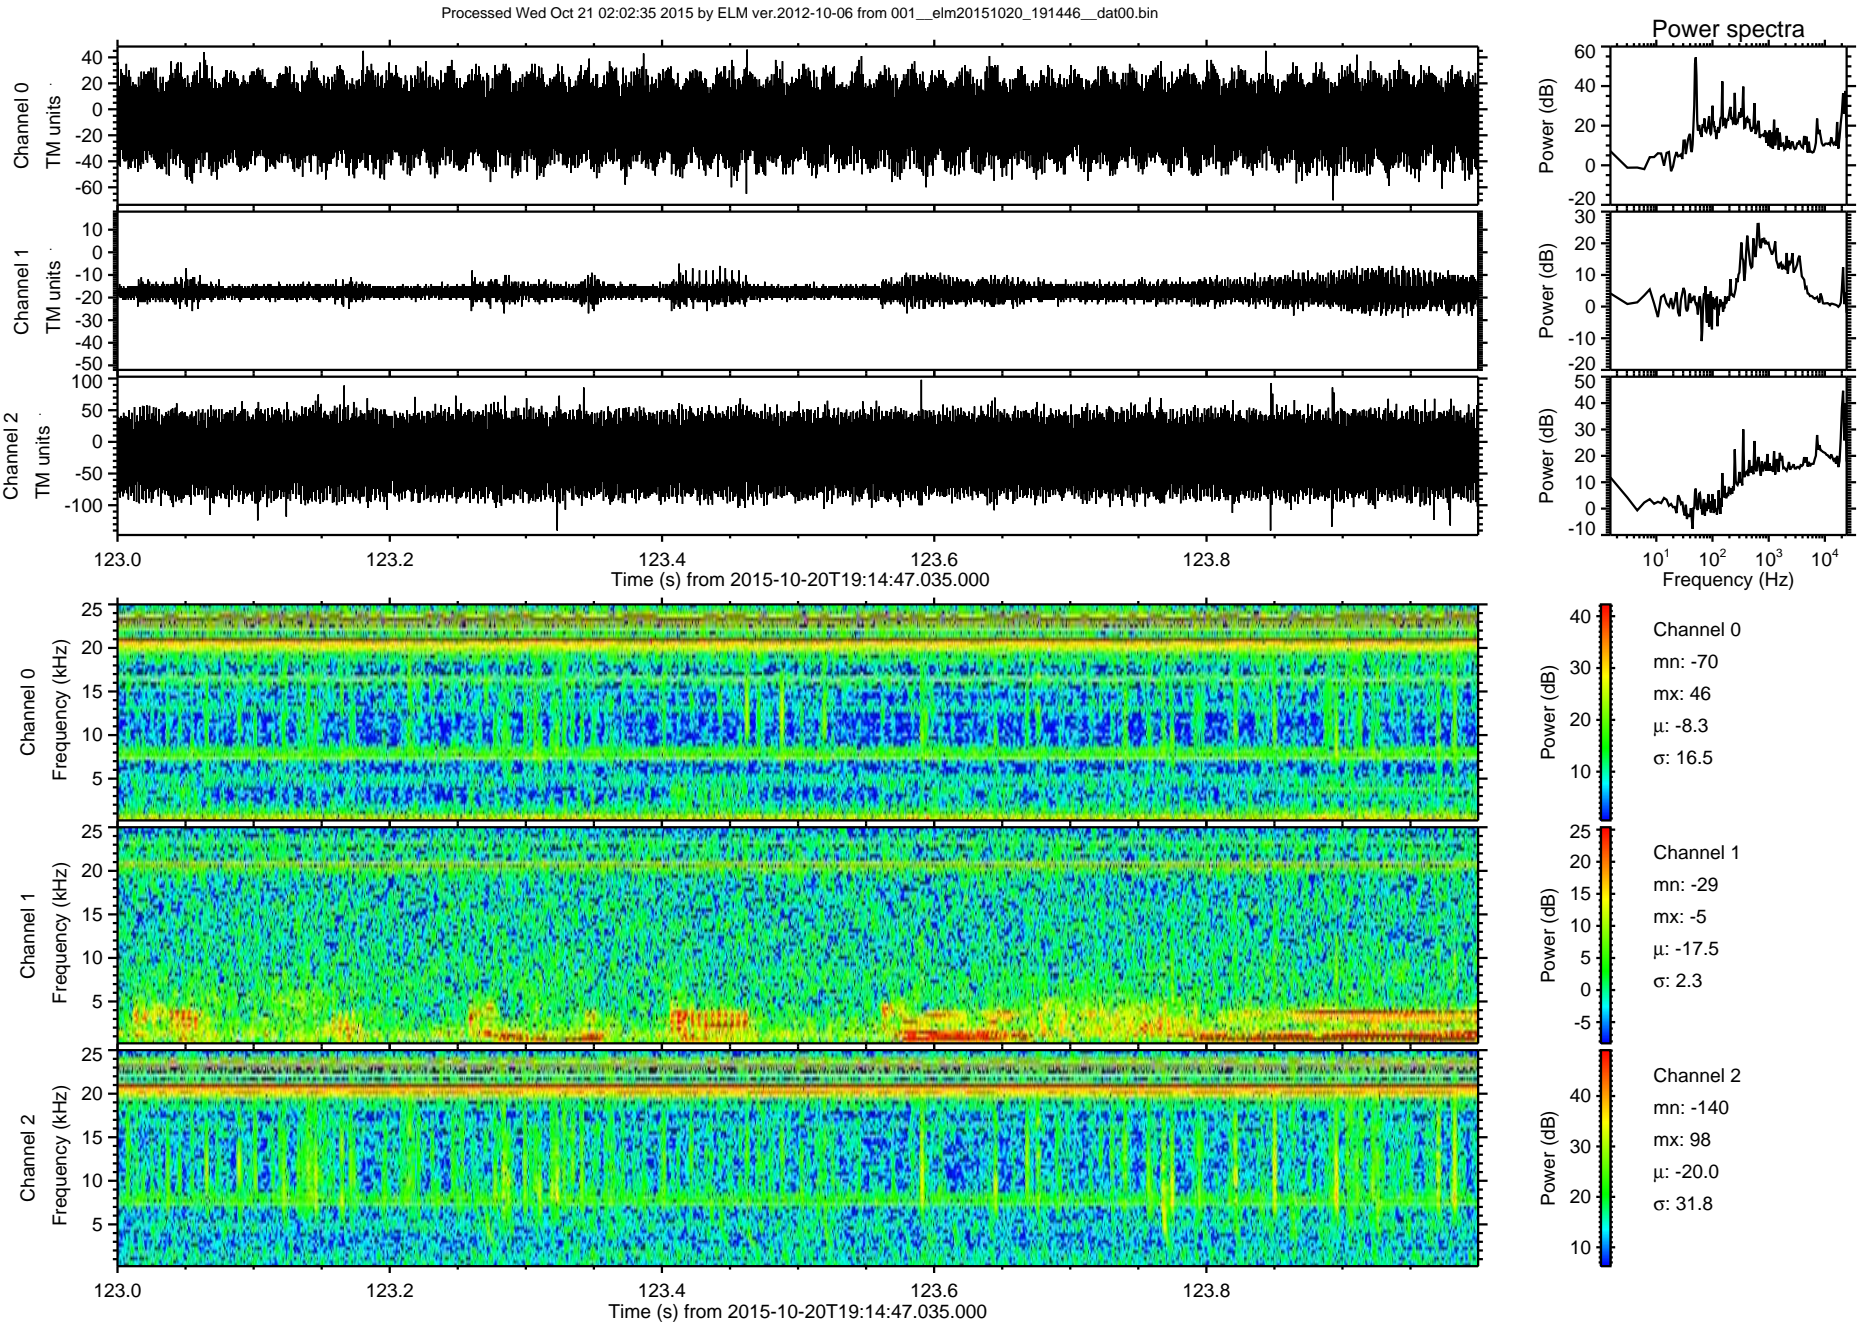 Processed Wed Oct 21 02:02:35 2015 by ELM ver.2012-10-06 from 001__elm20151020_191446__dat00.bin
Power spectra
Channel 0
TM units
40
20
0
-20
-40
-60
Power (dB)
60
40
20
0
-20
Channel 1
TM units
10
0
-10
-20
-30
-40
-50
Power (dB)
30
20
10
0
-10
-20
Channel 2
TM units
100
50
0
-50
-100
Power (dB)
50
40
30
20
10
0
-10
123.0 123.2 123.4 123.6 123.8
Time (s) from 2015-10-20T19:14:47.035.000
10^1 10^2 10^3 10^4
Frequency (Hz)
Channel 0
Frequency (kHz)
25
20
15
10
5
Power (dB)
40
30
20
10
Channel 0
mn: -70
mx: 46
μ: -8.3
σ: 16.5
Channel 1
Frequency (kHz)
25
20
15
10
5
Power (dB)
25
20
15
10
5
0
-5
Channel 1
mn: -29
mx: -5
μ: -17.5
σ: 2.3
Channel 2
Frequency (kHz)
25
20
15
10
5
Power (dB)
40
30
20
10
Channel 2
mn: -140
mx: 98
μ: -20.0
σ: 31.8
123.0 123.2 123.4 123.6 123.8
Time (s) from 2015-10-20T19:14:47.035.000